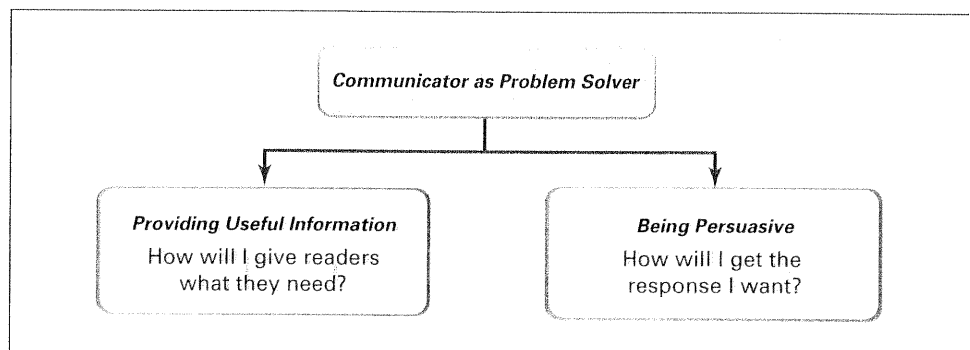 Communicator as Problem Solver
Providing Useful Information
How will I give readers
what they need?
Being Persuasive
How will I get the
response I want?